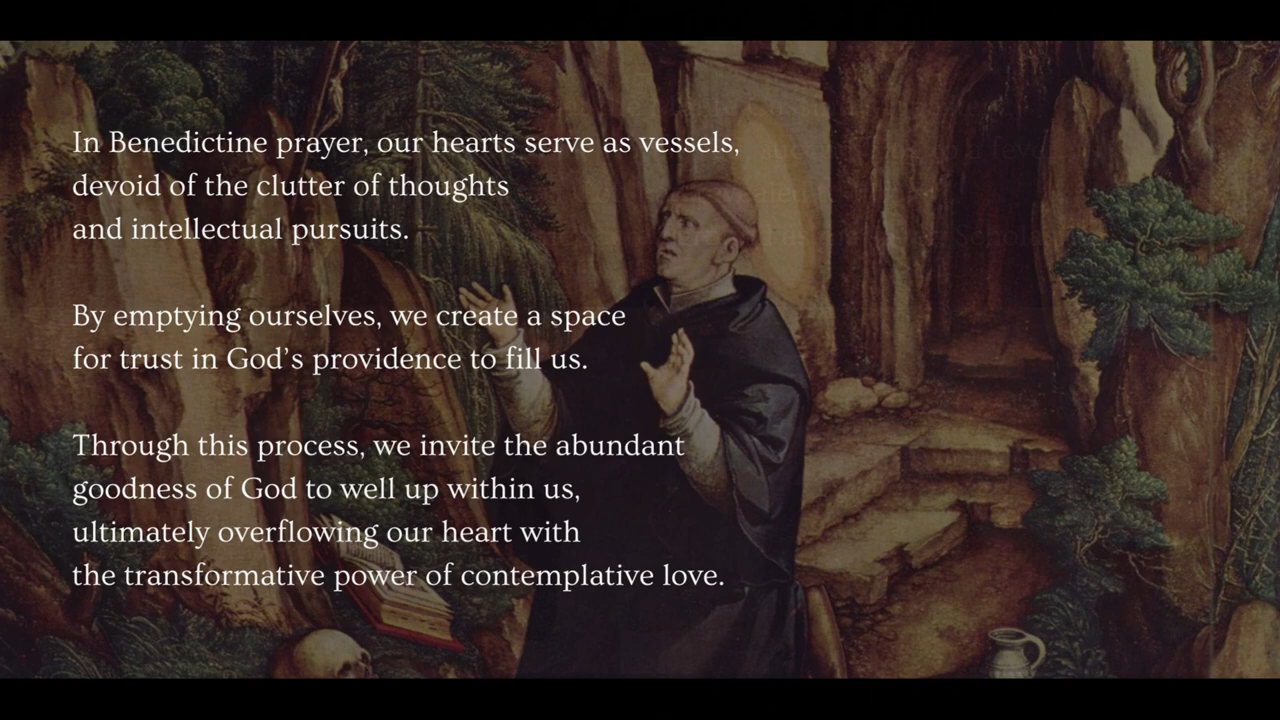 In Benedictine prayer, our hearts serve as vessels,
devoid of the clutter of thoughts
and intellectual pursuits.
By emptying ourselves, we create a space
for trust in God’s providence to fill us.
Through this process, we invite the abundant
goodness of God to well up within us,
ultimately overflowing our heart with
the transformative power of contemplative love.